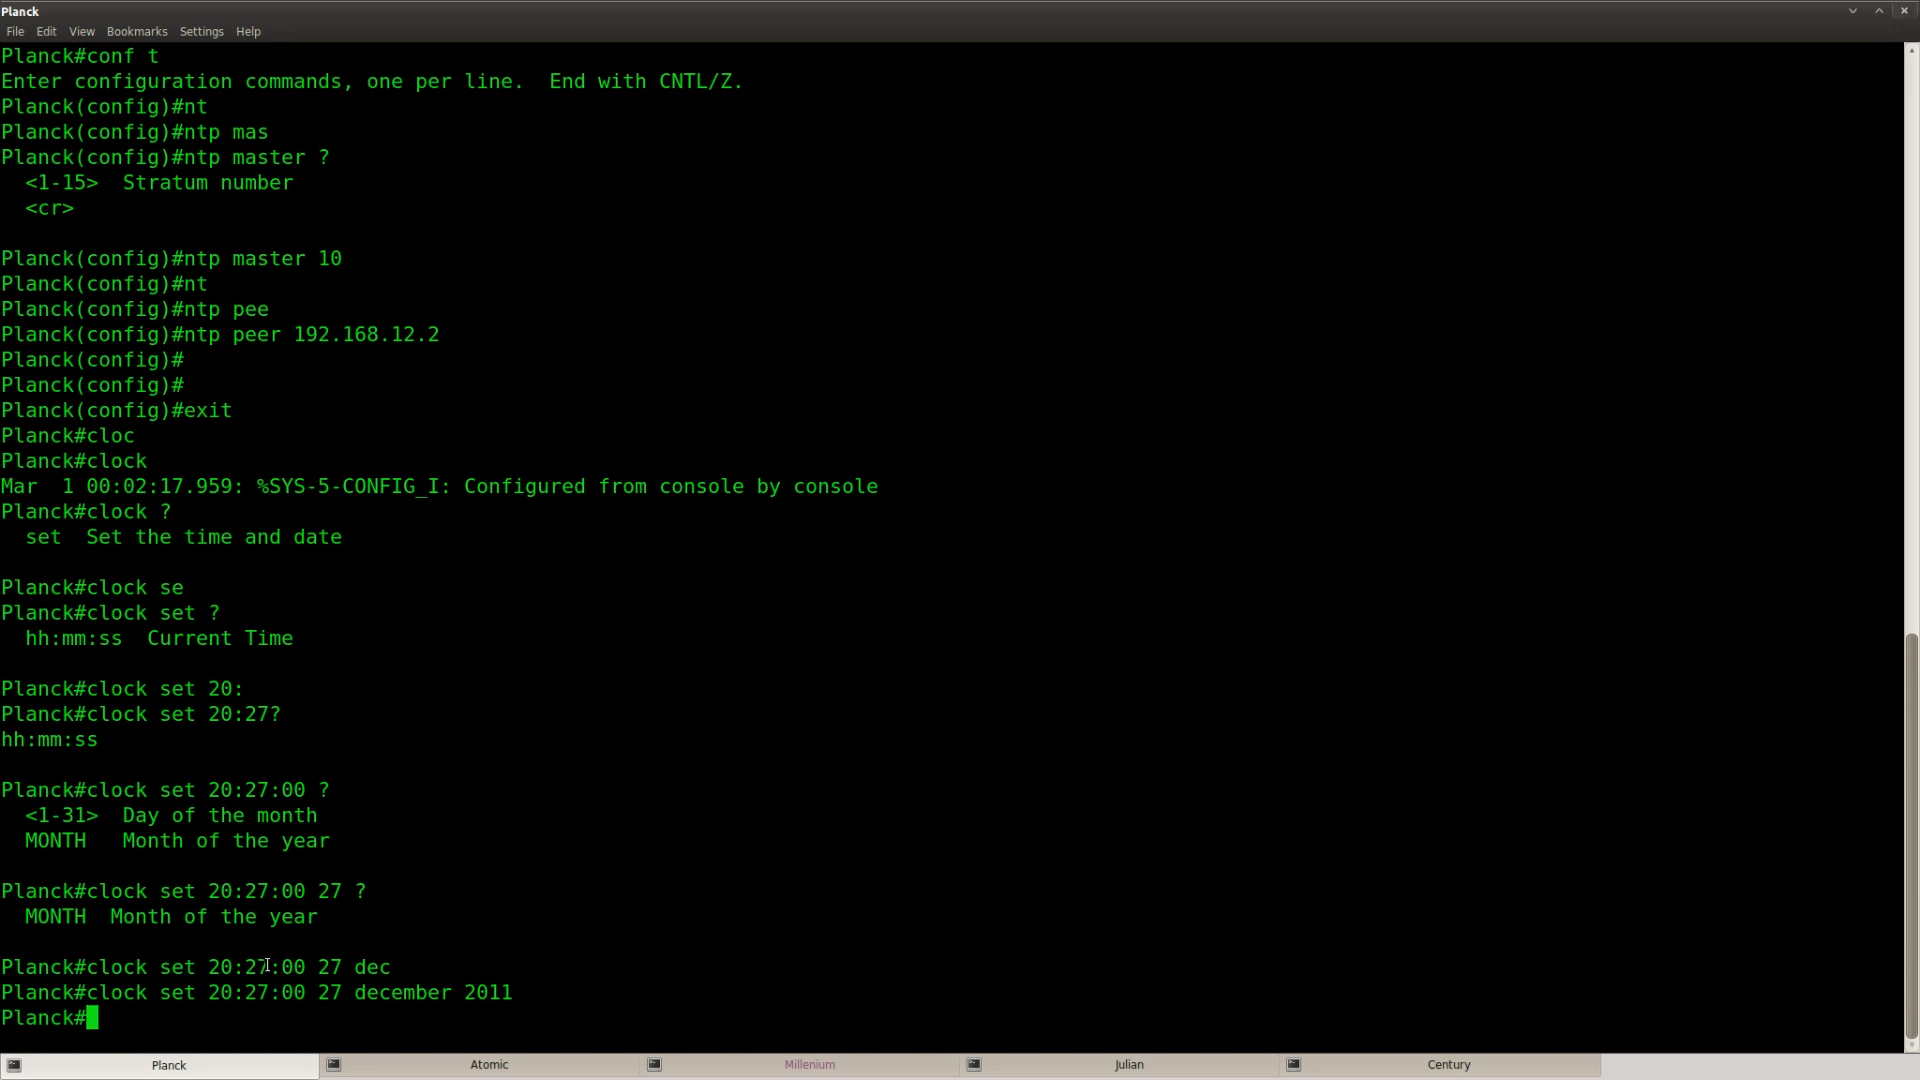 Planck
File Edit View Bookmarks Settings Help
Planck#conf t
Enter configuration commands, one per line.  End with CNTL/Z.
Planck(config)#nt
Planck(config)#ntp mas
Planck(config)#ntp master ?
  <1-15>  Stratum number
  <cr>
Planck(config)#ntp master 10
Planck(config)#nt
Planck(config)#ntp pee
Planck(config)#ntp peer 192.168.12.2
Planck(config)#
Planck(config)#
Planck(config)#exit
Planck#cloc
Planck#clock
Mar  1 00:02:17.959: %SYS-5-CONFIG_I: Configured from console by console
Planck#clock ?
  set  Set the time and date
Planck#clock se
Planck#clock set ?
  hh:mm:ss  Current Time
Planck#clock set 20:
Planck#clock set 20:27?
hh:mm:ss
Planck#clock set 20:27:00 ?
  <1-31>  Day of the month
  MONTH   Month of the year
Planck#clock set 20:27:00 27 ?
  MONTH  Month of the year
Planck#clock set 20:27:00 27 dec
Planck#clock set 20:27:00 27 december 2011
Planck#
Planck Atomic Millenium Julian Century